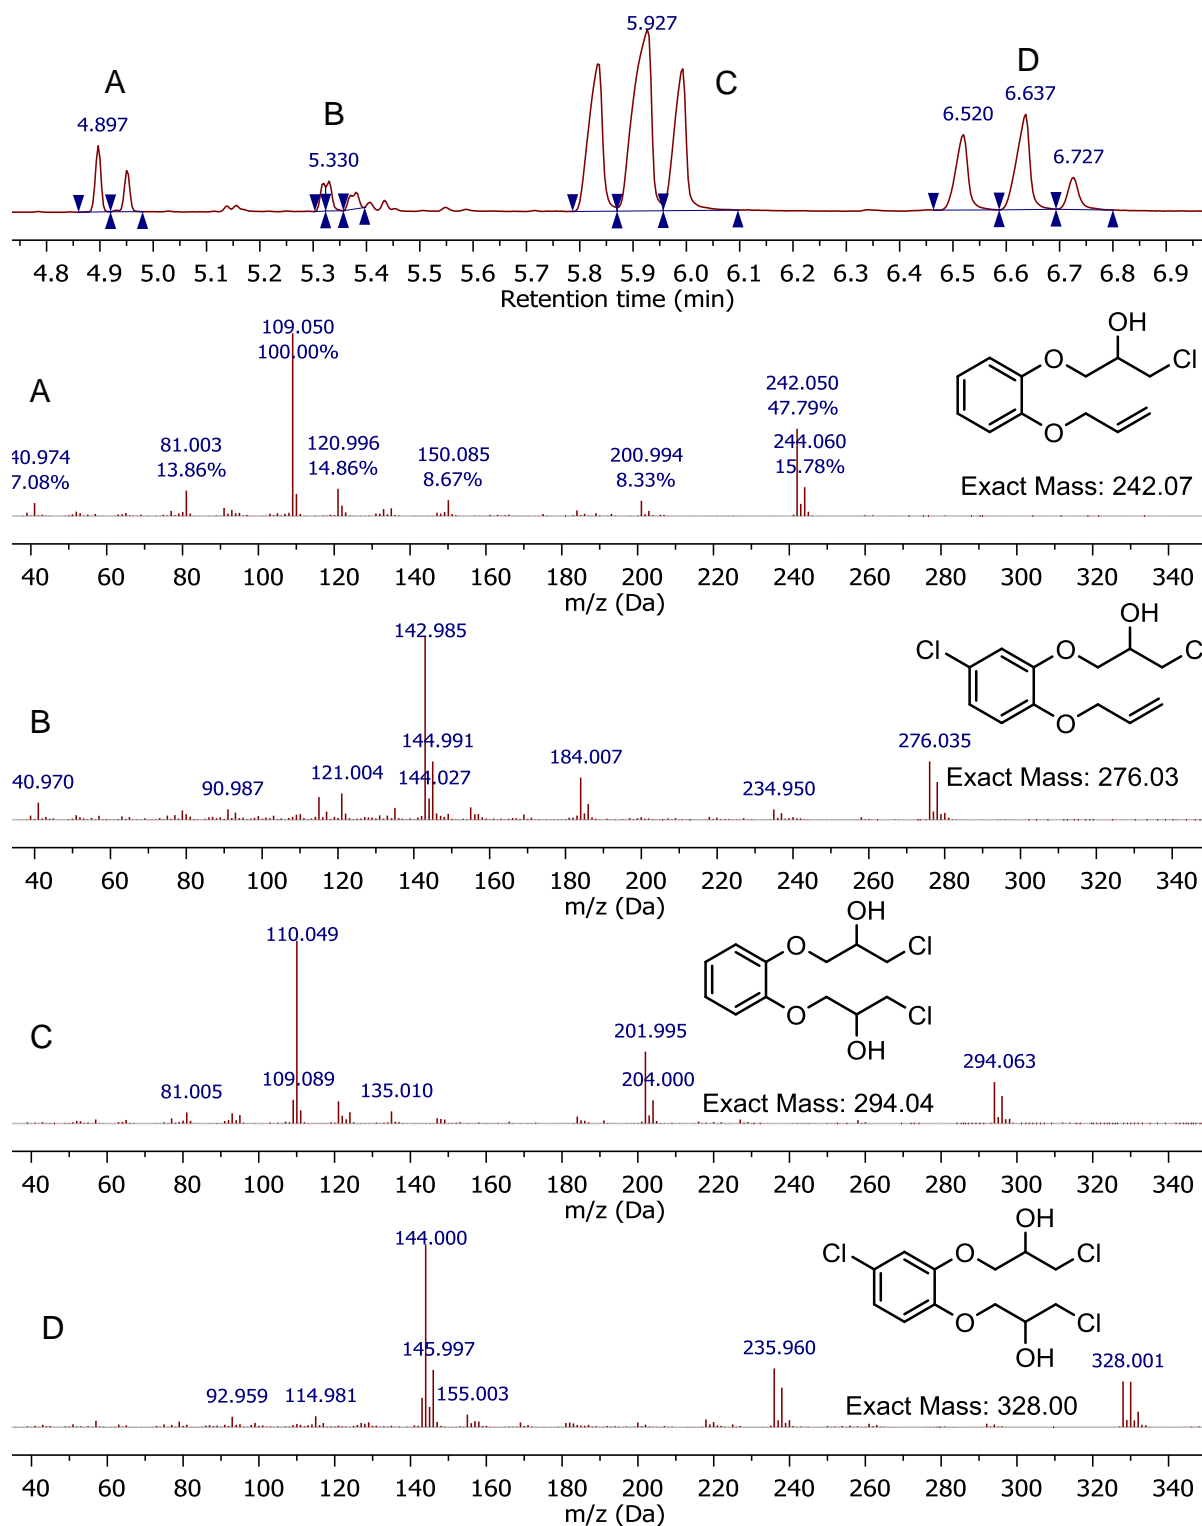 5.927
A
4.897
B
5.330
C
D
6.520
6.637
6.727
4.8 4.9 5.0 5.1 5.2 5.3 5.4 5.5 5.6 5.7 5.8 5.9 6.0 6.1 6.2 6.3 6.4 6.5 6.6 6.7 6.8 6.9
Retention time (min)
A
40.974
7.08%
81.003
13.86%
109.050
100.00%
120.996
14.86%
150.085
8.67%
200.994
8.33%
242.050
47.79%
244.060
15.78%
OH
O
Cl
O
Exact Mass: 242.07
40 60 80 100 120 140 160 180 200 220 240 260 280 300 320 340
m/z (Da)
B
40.970
90.987
121.004
142.985
144.991
144.027
184.007
234.950
276.035
OH
Cl
O
C
O
Exact Mass: 276.03
40 60 80 100 120 140 160 180 200 220 240 260 280 300 320 340
m/z (Da)
C
81.005
110.049
109.089
135.010
201.995
204.000
294.063
OH
O
Cl
O
Cl
OH
Exact Mass: 294.04
40 60 80 100 120 140 160 180 200 220 240 260 280 300 320 340
m/z (Da)
D
92.959
114.981
144.000
145.997
155.003
235.960
328.001
OH
Cl
O
Cl
O
Cl
OH
Exact Mass: 328.00
40 60 80 100 120 140 160 180 200 220 240 260 280 300 320 340
m/z (Da)